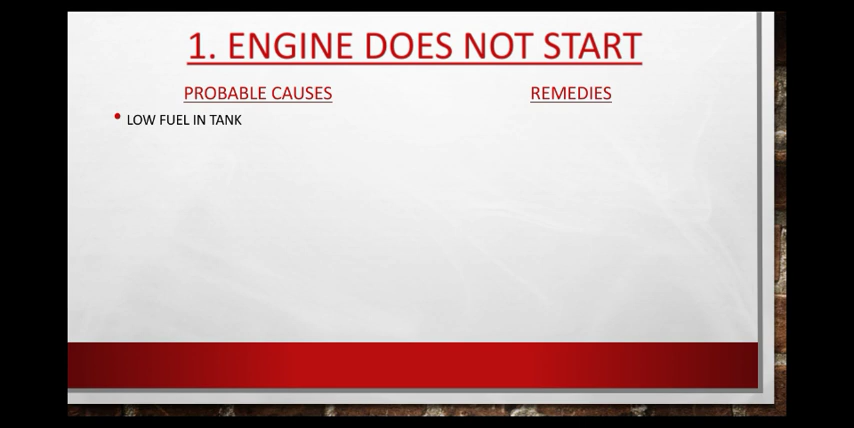 1. ENGINE DOES NOT START
PROBABLE CAUSES
REMEDIES
• LOW FUEL IN TANK